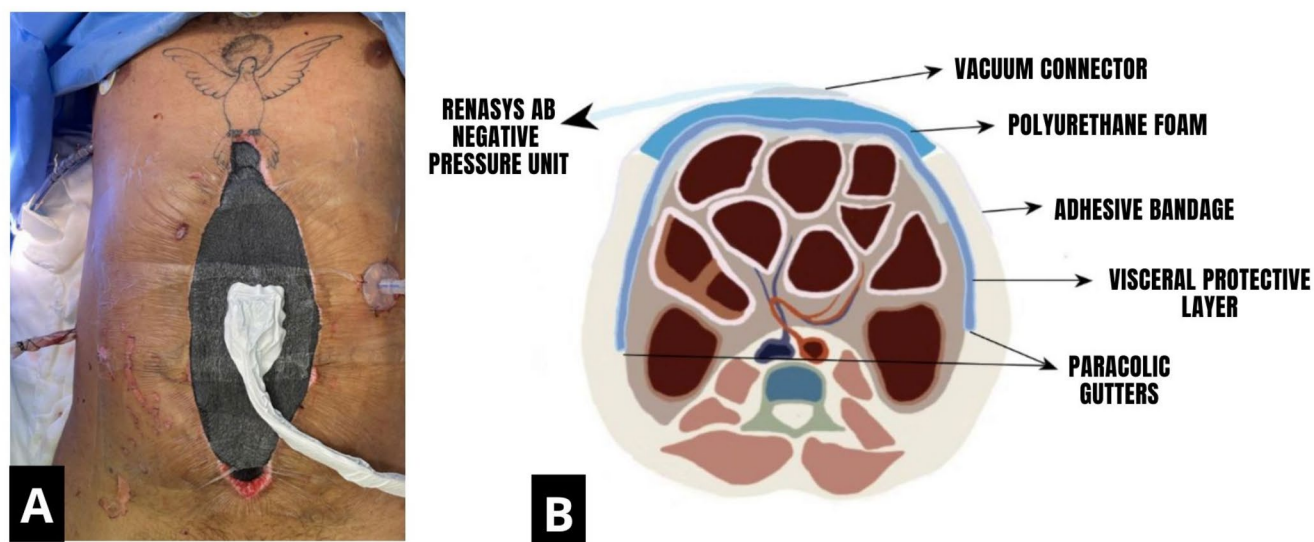 VACUUM CONNECTOR
RENASYS AB
NEGATIVE
PRESSURE UNIT
POLYURETHANE FOAM
ADHESIVE BANDAGE
VISCERAL PROTECTIVE
LAYER
PARACOLIC
GUTTERS
A
B